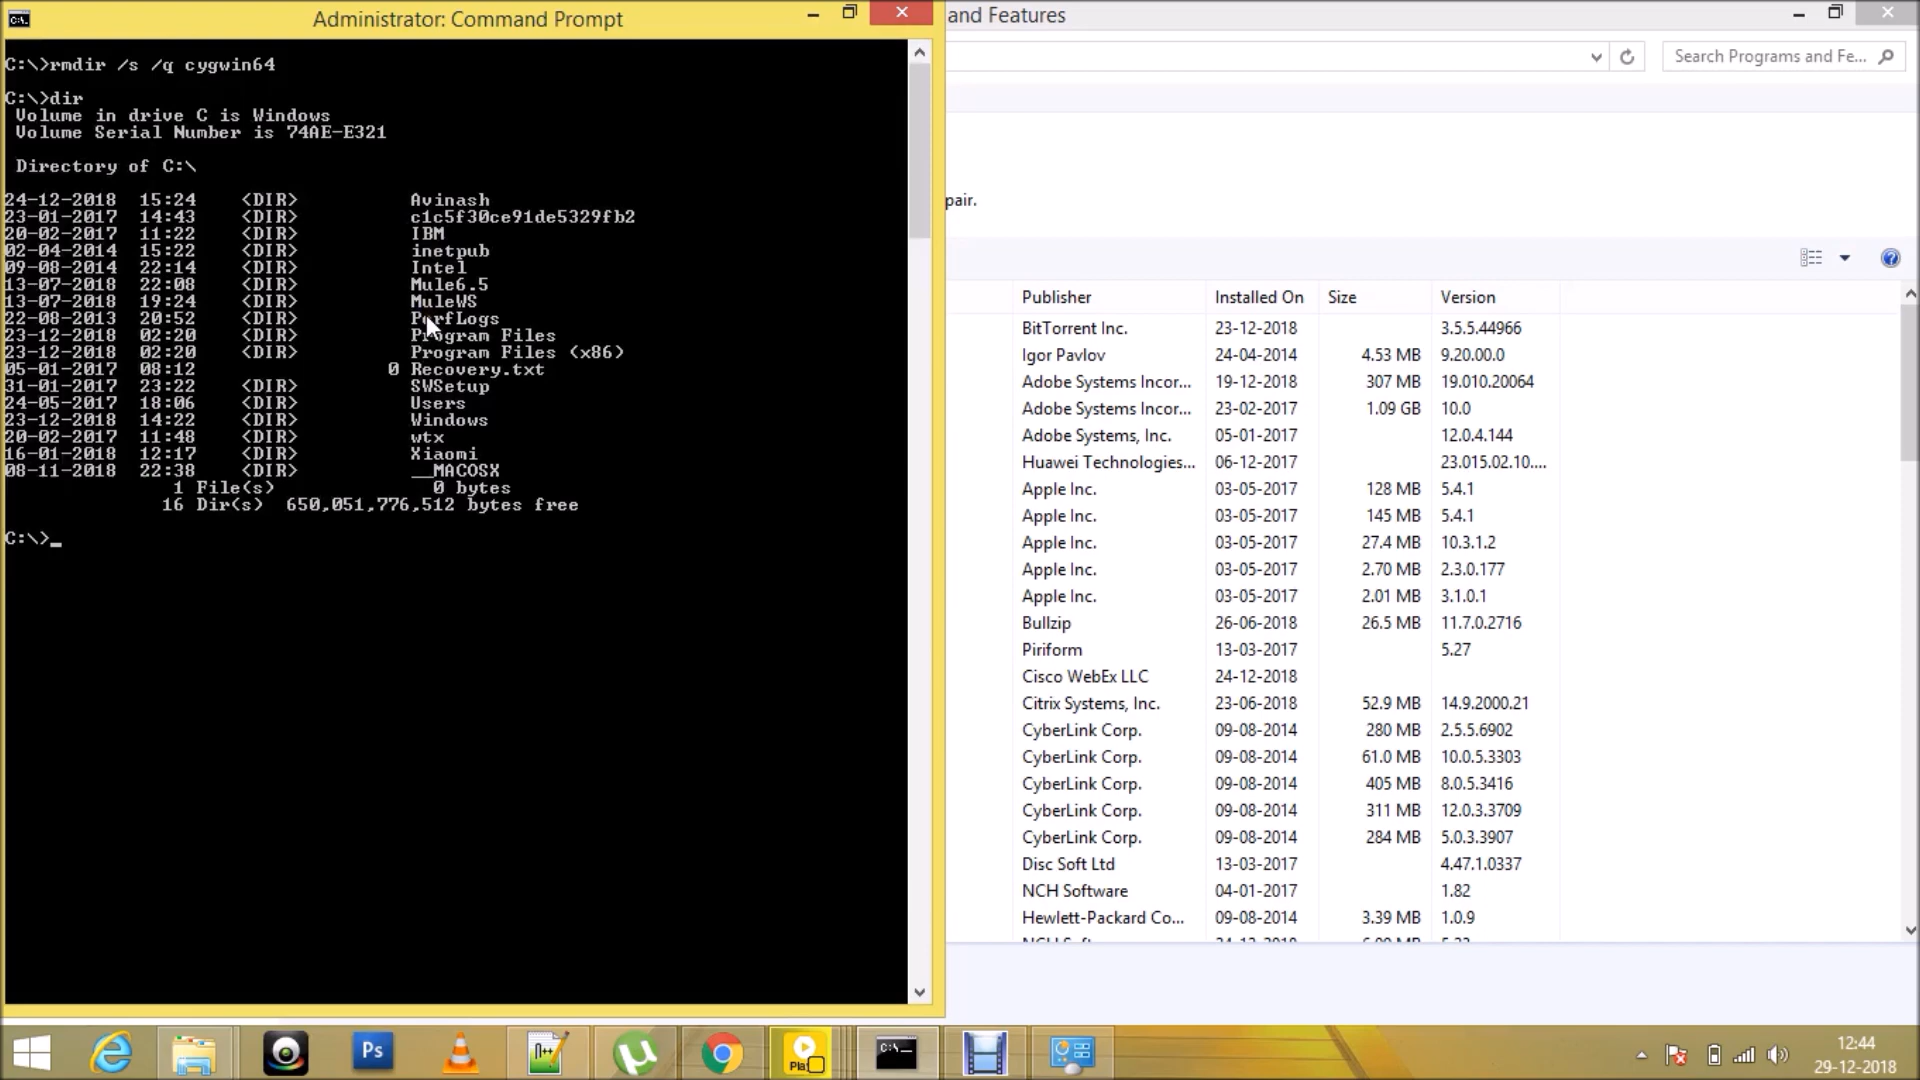 Administrator: Command Prompt
and Features
Search Programs and Fe...
C:\>rmdir /s /q cygwin64
C:\>dir
Volume in drive C is Windows
Volume Serial Number is 74AE-E321
Directory of C:\
24-12-2018 15:24 <DIR> Avinash
23-01-2017 14:43 <DIR> c1c5f30ce91de5329fb2
20-02-2017 11:22 <DIR> IBM
02-04-2014 15:22 <DIR> inetpub
09-08-2014 22:14 <DIR> Intel
13-07-2018 22:08 <DIR> Mule6.5
13-07-2018 19:24 <DIR> MuleWS
22-08-2013 20:52 <DIR> PerfLogs
23-12-2018 02:20 <DIR> Program Files
23-12-2018 02:20 <DIR> Program Files (x86)
05-01-2017 08:12 0 Recovery.txt
31-01-2017 23:22 <DIR> SWSetup
24-05-2017 18:06 <DIR> Users
23-12-2018 14:22 <DIR> Windows
20-02-2017 11:48 <DIR> wtx
16-01-2018 12:17 <DIR> Xiaomi
08-11-2018 22:38 <DIR> __MACOSX
1 File(s) 0 bytes
16 Dir(s) 650,051,776,512 bytes free
C:\>_
pair.
Publisher Installed On Size Version
BitTorrent Inc. 23-12-2018 3.5.5.44966
Igor Pavlov 24-04-2014 4.53 MB 9.20.00.0
Adobe Systems Incor... 19-12-2018 307 MB 19.010.20064
Adobe Systems Incor... 23-02-2017 1.09 GB 10.0
Adobe Systems, Inc. 05-01-2017 12.0.4.144
Huawei Technologies... 06-12-2017 23.015.02.10....
Apple Inc. 03-05-2017 128 MB 5.4.1
Apple Inc. 03-05-2017 145 MB 5.4.1
Apple Inc. 03-05-2017 27.4 MB 10.3.1.2
Apple Inc. 03-05-2017 2.70 MB 2.3.0.177
Apple Inc. 03-05-2017 2.01 MB 3.1.0.1
Bullzip 26-06-2018 26.5 MB 11.7.0.2716
Piriform 13-03-2017 5.27
Cisco WebEx LLC 24-12-2018
Citrix Systems, Inc. 23-06-2018 52.9 MB 14.9.2000.21
CyberLink Corp. 09-08-2014 280 MB 2.5.5.6902
CyberLink Corp. 09-08-2014 61.0 MB 10.0.5.3303
CyberLink Corp. 09-08-2014 405 MB 8.0.5.3416
CyberLink Corp. 09-08-2014 311 MB 12.0.3.3709
CyberLink Corp. 09-08-2014 284 MB 5.0.3.3907
Disc Soft Ltd 13-03-2017 4.47.1.0337
NCH Software 04-01-2017 1.82
Hewlett-Packard Co... 09-08-2014 3.39 MB 1.0.9
Ps
12:44
29-12-2018